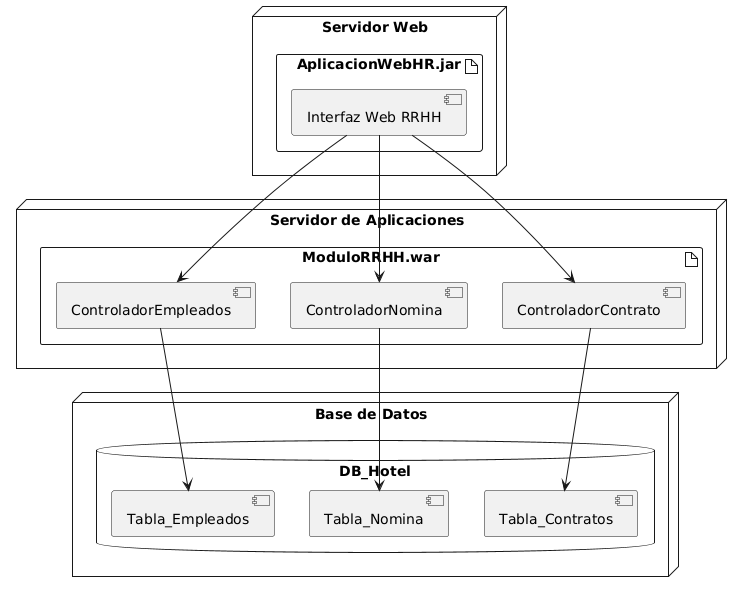 Servidor Web
AplicacionWebHR.jar
Interfaz Web RRHH
Servidor de Aplicaciones
ModuloRRHH.war
ControladorEmpleados
ControladorNomina
ControladorContrato
Base de Datos
DB_Hotel
Tabla_Empleados
Tabla_Nomina
Tabla_Contratos